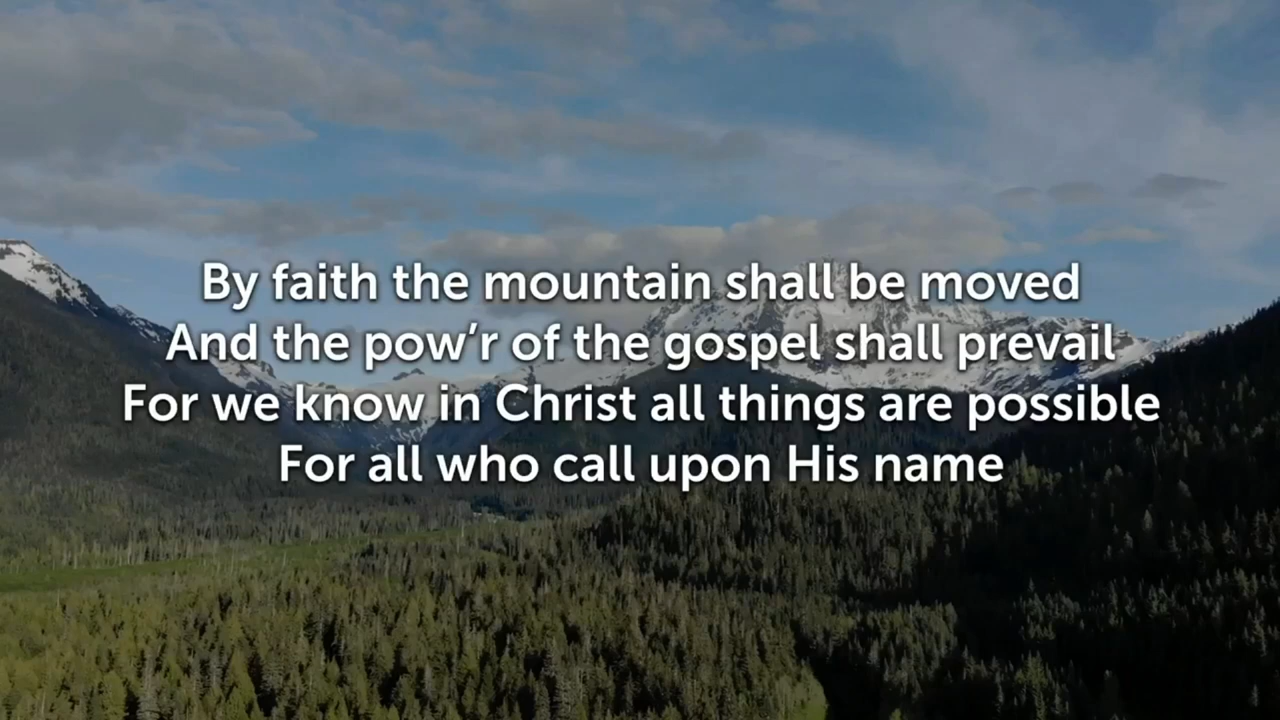 By faith the mountain shall be moved
And the pow’r of the gospel shall prevail
For we know in Christ all things are possible
For all who call upon His name